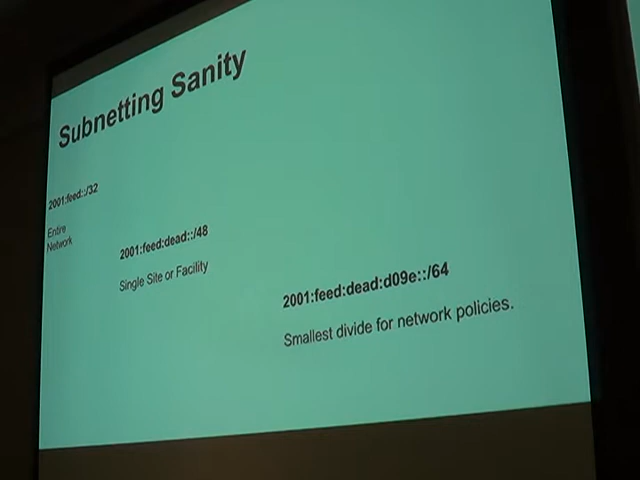 Subnetting Sanity
2001:feed::/32
Entire
Network
2001:feed:dead::/48
Single Site or Facility
2001:feed:dead:d09e::/64
Smallest divide for network policies.